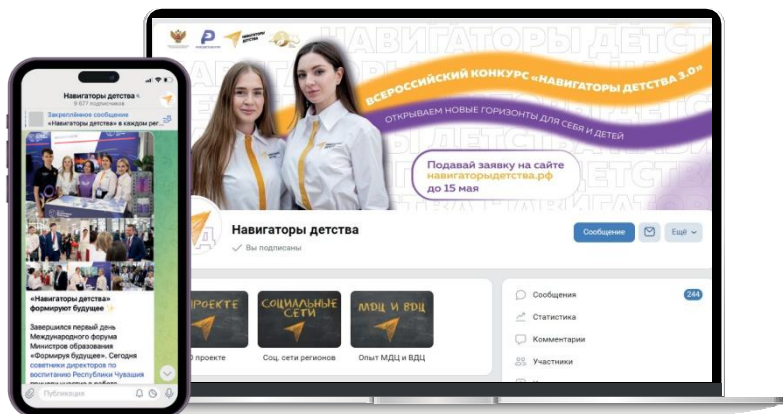 Навигаторы детства
9 677 подписчиков
Закреплённое сообщение
«Навигаторы детства» в каждом рег...
«Навигаторы детства»
формируют будущее ✨
Завершился первый день
Международного форума
Министров образования
«Формируя будущее». Сегодня
советники директоров по
воспитанию Республики Чувашия
Публикация
НАВИГАТОРЫ
ДЕТСТВА
ВСЕРОССИЙСКИЙ КОНКУРС «НАВИГАТОРЫ ДЕТСТВА 3.0»
ОТКРЫВАЕМ НОВЫЕ ГОРИЗОНТЫ ДЛЯ СЕБЯ И ДЕТЕЙ
Подавай заявку на сайте
навигаторыдетства.рф
до 15 мая
Навигаторы детства
Вы подписаны
Сообщение
Ещё
СОЦИАЛЬНЫЕ
СЕТИ
МДЦ И ВДЦ
проекте
Соц. сети регионов
Опыт МДЦ и ВДЦ
Сообщения
244
Статистика
Комментарии
Участники